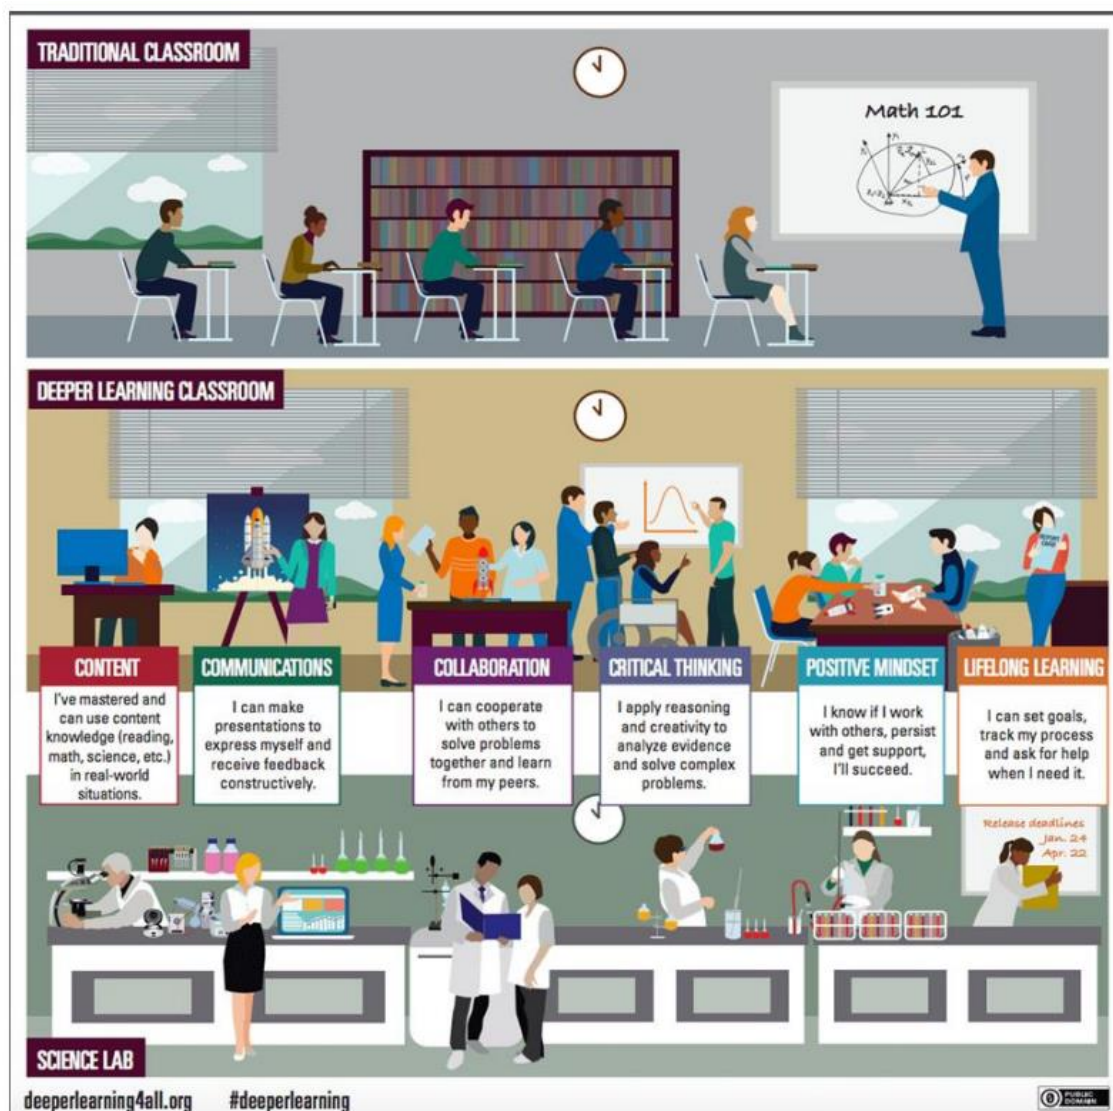 TRADITIONAL CLASSROOM
Math 101
DEEPER LEARNING CLASSROOM
REPORT
CARD
CONTENT
I've mastered and
can use content
knowledge (reading,
math, science, etc.)
in real-world
situations.
COMMUNICATIONS
I can make
presentations to
express myself and
receive feedback
constructively.
COLLABORATION
I can cooperate
with others to
solve problems
together and learn
from my peers.
CRITICAL THINKING
I apply reasoning
and creativity to
analyze evidence
and solve complex
problems.
POSITIVE MINDSET
I know if I work
with others, persist
and get support,
I'll succeed.
LIFELONG LEARNING
I can set goals,
track my process
and ask for help
when I need it.
Release deadlines
Jan. 24
Apr. 22
SCIENCE LAB
deeperlearning4all.org #deeperlearning
PUBLIC
DOMAIN